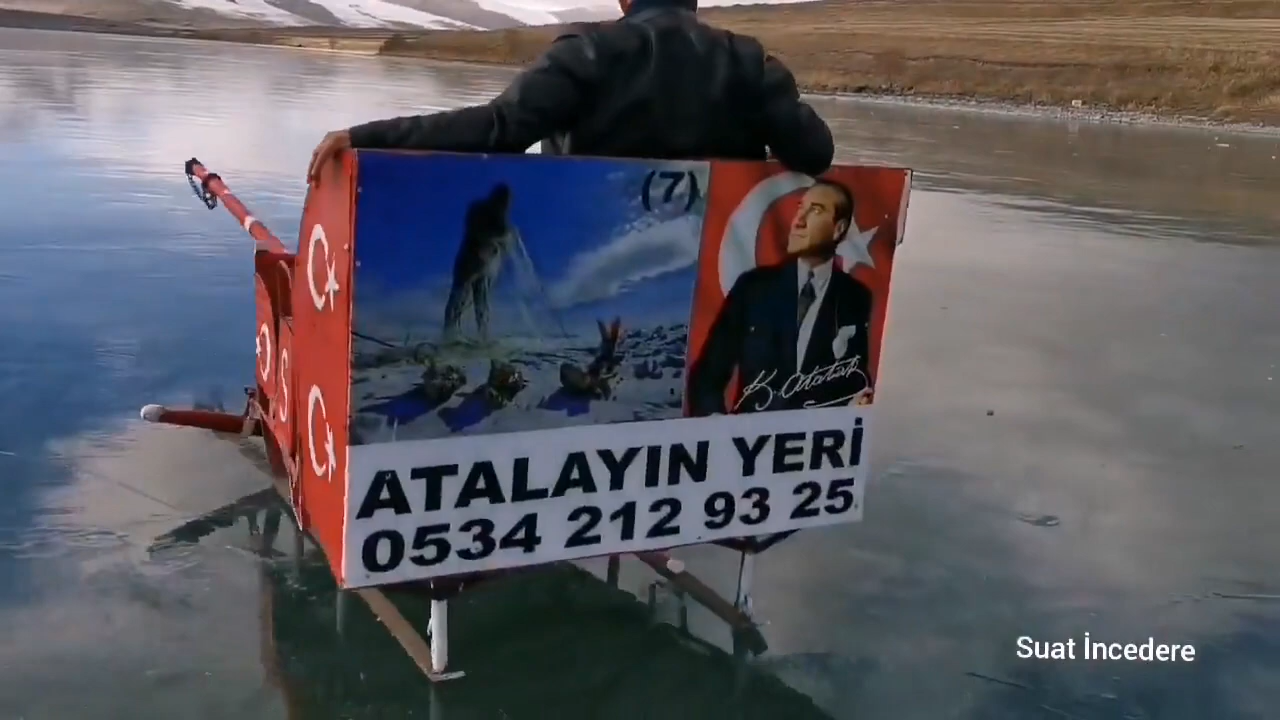 (7)
K. Atatürk
ATALAYIN YERİ
0534 212 93 25
Suat İncedere